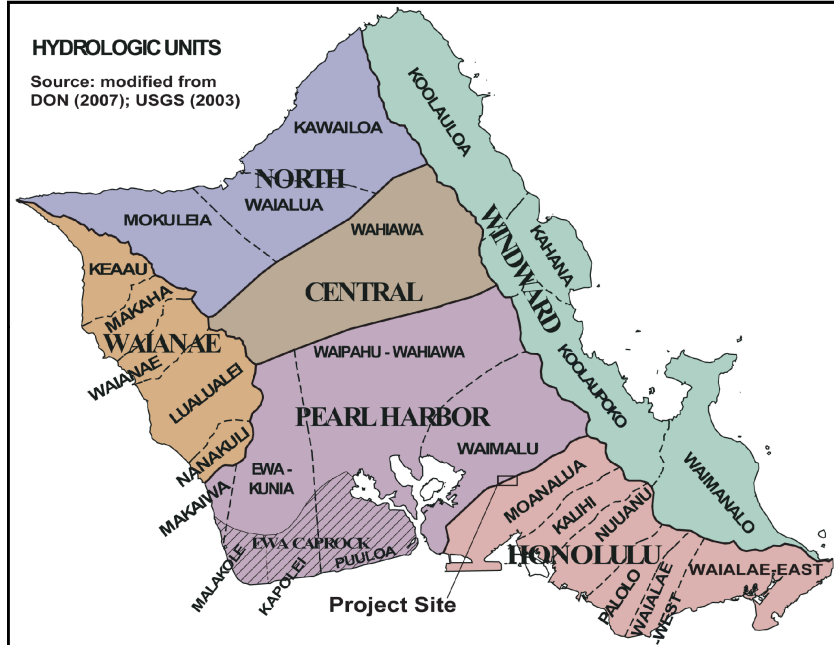 HYDROLOGIC UNITS
Source: modified from
DON (2007); USGS (2003)
KOOLAULOA
KAWAILOA
NORTH
WAIALUA
MOKULEIA
WAHIAWA
WINDWARD
KAHANA
KEAAU
MAKAHA
CENTRAL
WAIANAE
WAIANAE
WAIPAHU - WAHIAWA
KOOLAUPOKO
LUALUALEI
PEARL HARBOR
NANAKULI
WAIMALU
WAIMANALO
EWA -
KUNIA
MAKAIWA
MOANALUA
KALIHI
NUUANU
EWA CAPROCK
PUULOA
HONOLULU
MALAKOLE
KAPOLEI
PALOLO
WAIALAE
-WEST
WAIALAE-EAST
Project Site